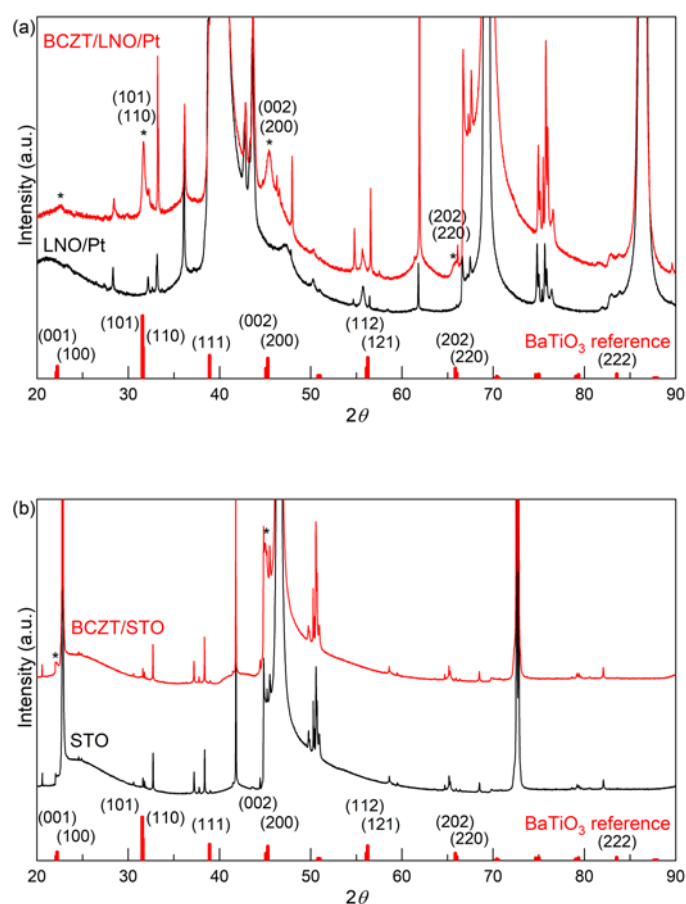 (a)
BCZT/LNO/Pt
(101)
(110)
*
*
(002)
(200)
*
(202)
(220)
*
LNO/Pt
Intensity (a.u.)
(001)
(100)
(101)
(110)
(111)
(002)
(200)
(112)
(121)
(202)
(220)
BaTiO₃ reference
(222)
20 30 40 50 60 70 80 90
2θ
(b)
*
*
BCZT/STO
STO
Intensity (a.u.)
(001)
(100)
(101)
(110)
(111)
(002)
(200)
(112)
(121)
(202)
(220)
BaTiO₃ reference
(222)
20 30 40 50 60 70 80 90
2θ